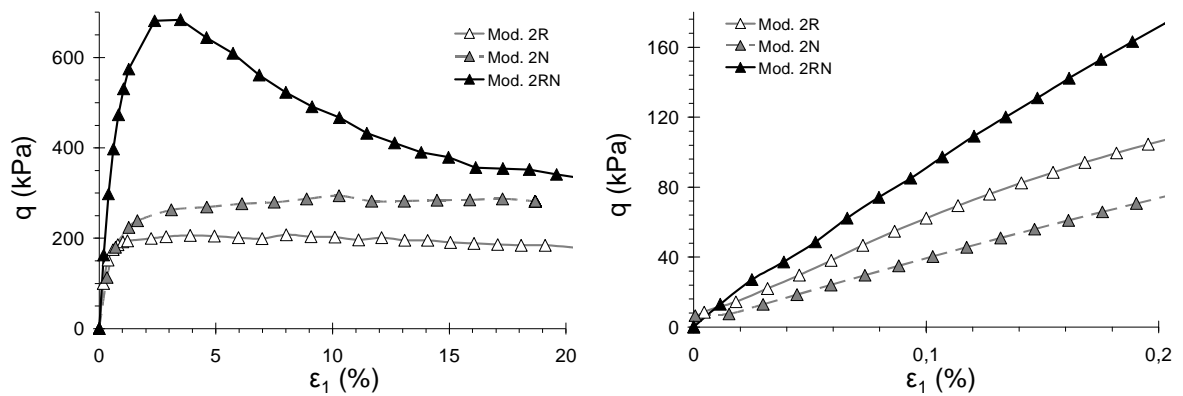 600
400
200
0
q (kPa)
0
5
10
15
20
ε1 (%)
Mod. 2R
Mod. 2N
Mod. 2RN
160
120
80
40
0
q (kPa)
0
0,1
0,2
ε1 (%)
Mod. 2R
Mod. 2N
Mod. 2RN